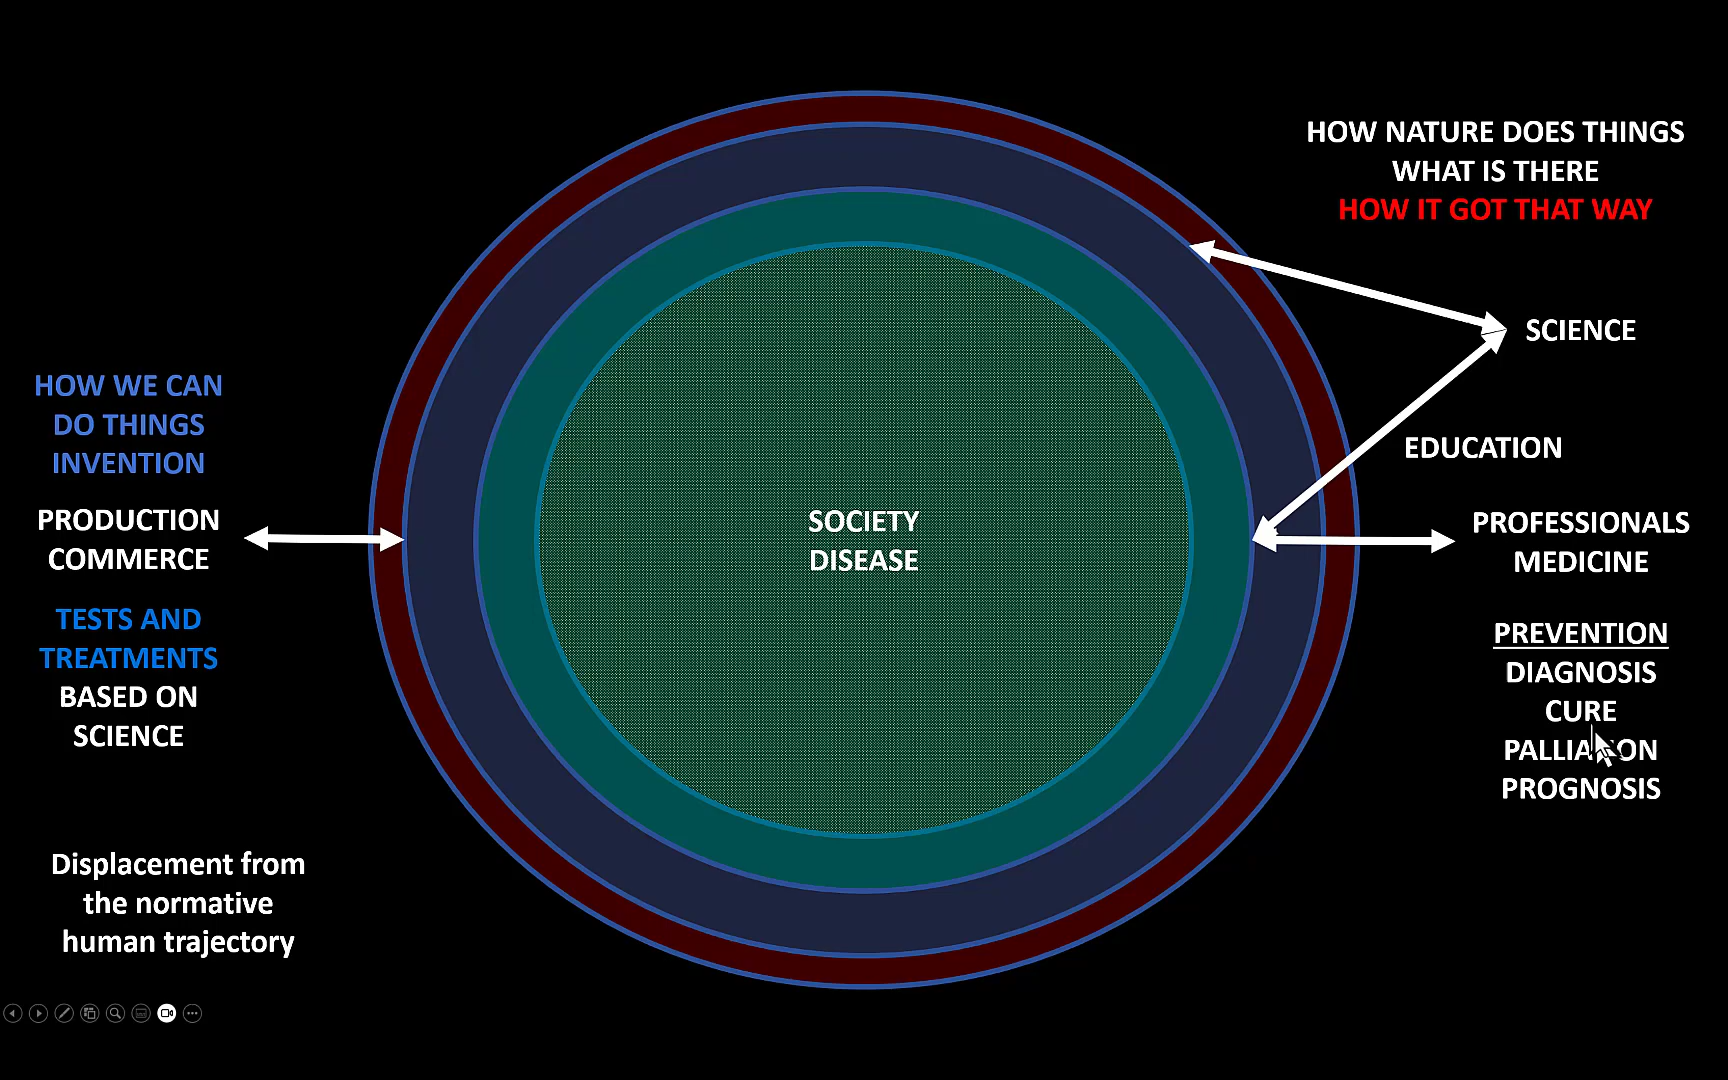 HOW NATURE DOES THINGS
WHAT IS THERE
HOW IT GOT THAT WAY
SCIENCE
HOW WE CAN
DO THINGS
INVENTION
EDUCATION
PRODUCTION
COMMERCE
SOCIETY
DISEASE
PROFESSIONALS
MEDICINE
TESTS AND
TREATMENTS
BASED ON
SCIENCE
PREVENTION
DIAGNOSIS
CURE
PALLIATION
PROGNOSIS
Displacement from
the normative
human trajectory